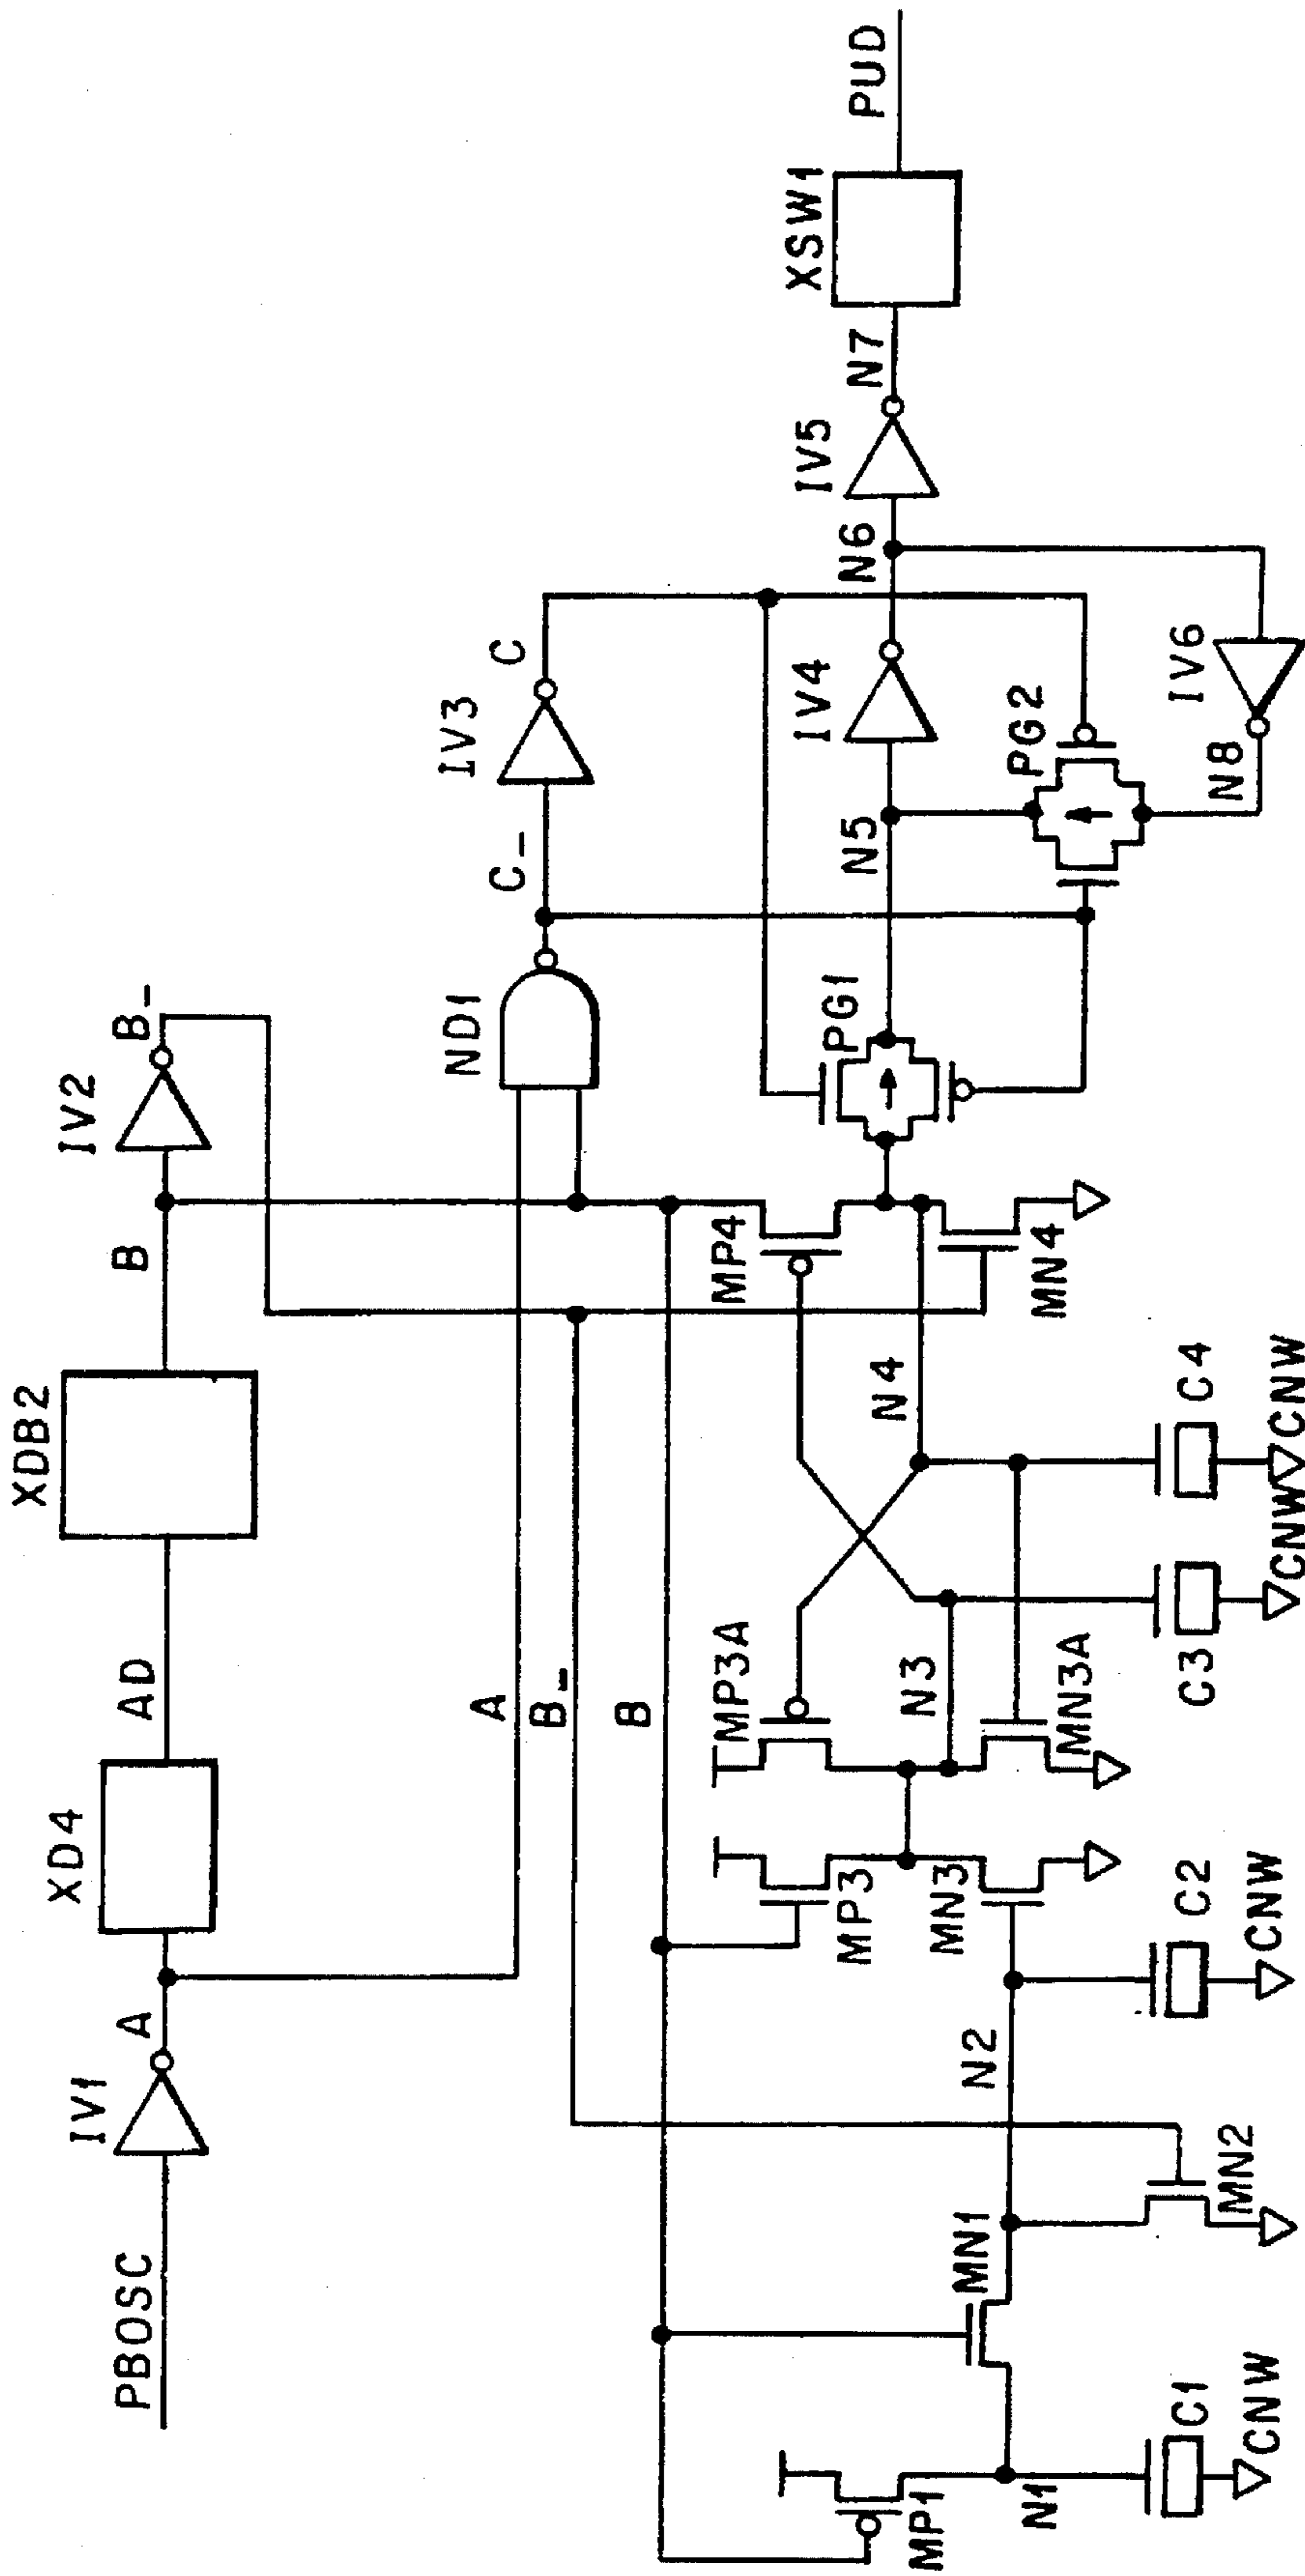 PBOSC
IV1
A
XD4
AD
XDB2
B
IV2
B_
A
B_
B
ND1
C_
IV3
C
MP1
N1
C1
CNW
MN1
MN2
N2
C2
CNW
MP3
MN3
MP3A
N3
MN3A
C3
CNW
N4
C4
CNW
MP4
MN4
PG1
N5
IV4
PG2
N8
IV6
N6
IV5
N7
XSW1
PUD